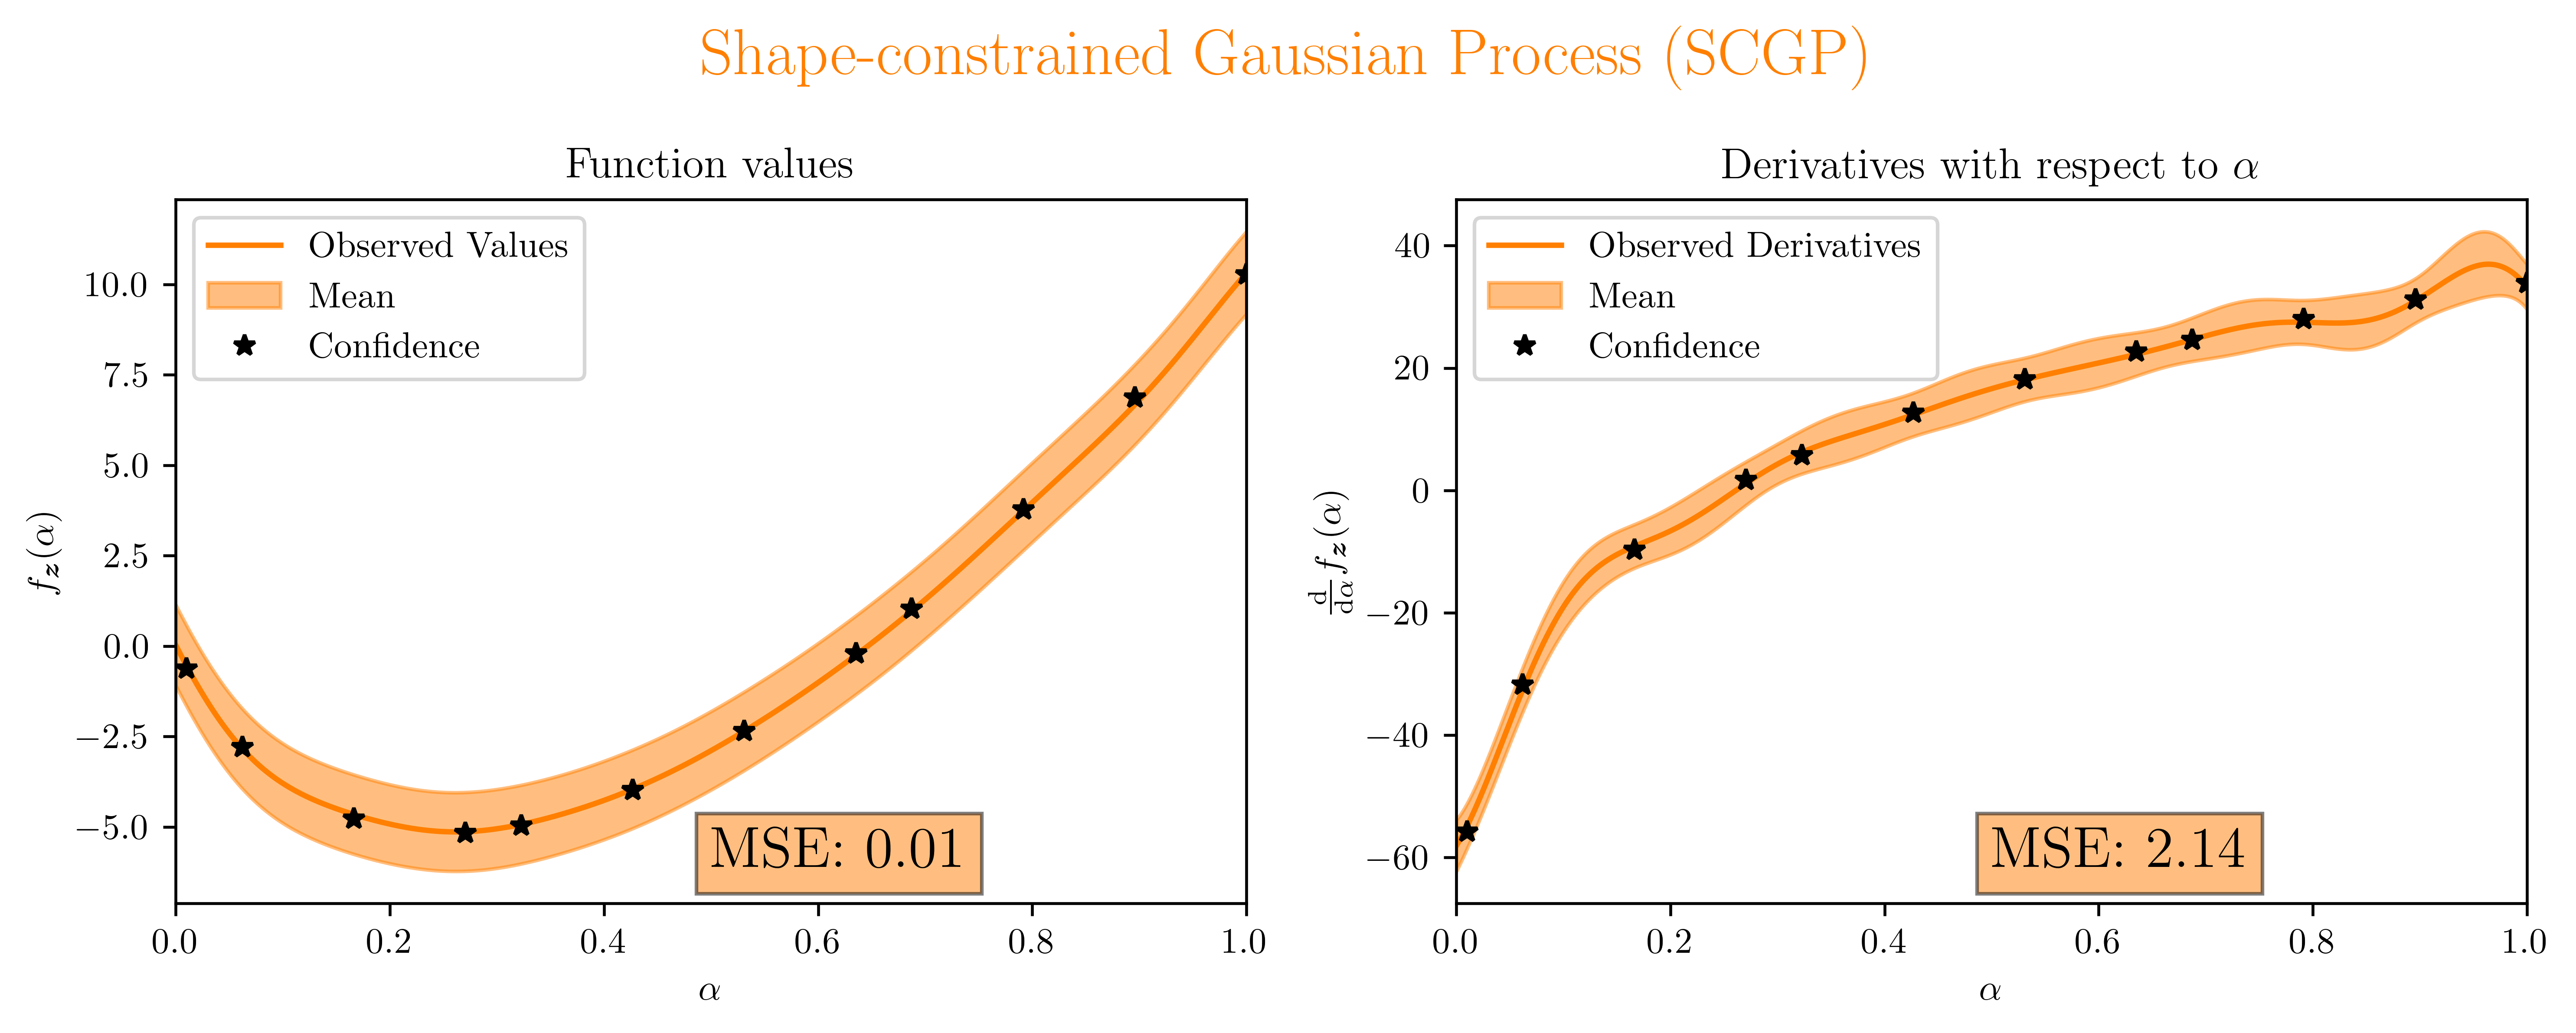 Shape-constrained Gaussian Process (SCGP)
Function values
Observed Values
Mean
Confidence
10.0
7.5
5.0
2.5
0.0
−2.5
−5.0
f_z(α)
MSE: 0.01
0.0 0.2 0.4 0.6 0.8 1.0
α
Derivatives with respect to α
Observed Derivatives
Mean
Confidence
40
20
0
−20
−40
−60
d/dα f_z(α)
MSE: 2.14
0.0 0.2 0.4 0.6 0.8 1.0
α